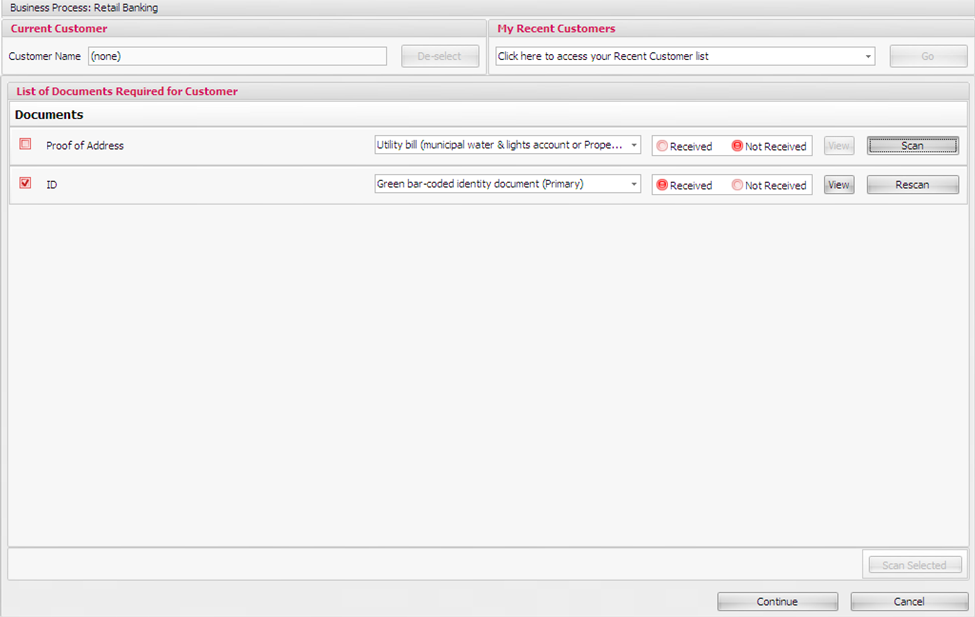 Business Process: Retail Banking
Current Customer
My Recent Customers
Customer Name (none) De-select
Click here to access your Recent Customer list Go
List of Documents Required for Customer
Documents
Proof of Address Utility bill (municipal water & lights account or Prope... Received Not Received View Scan
ID Green bar-coded identity document (Primary) Received Not Received View Rescan
Scan Selected
Continue Cancel